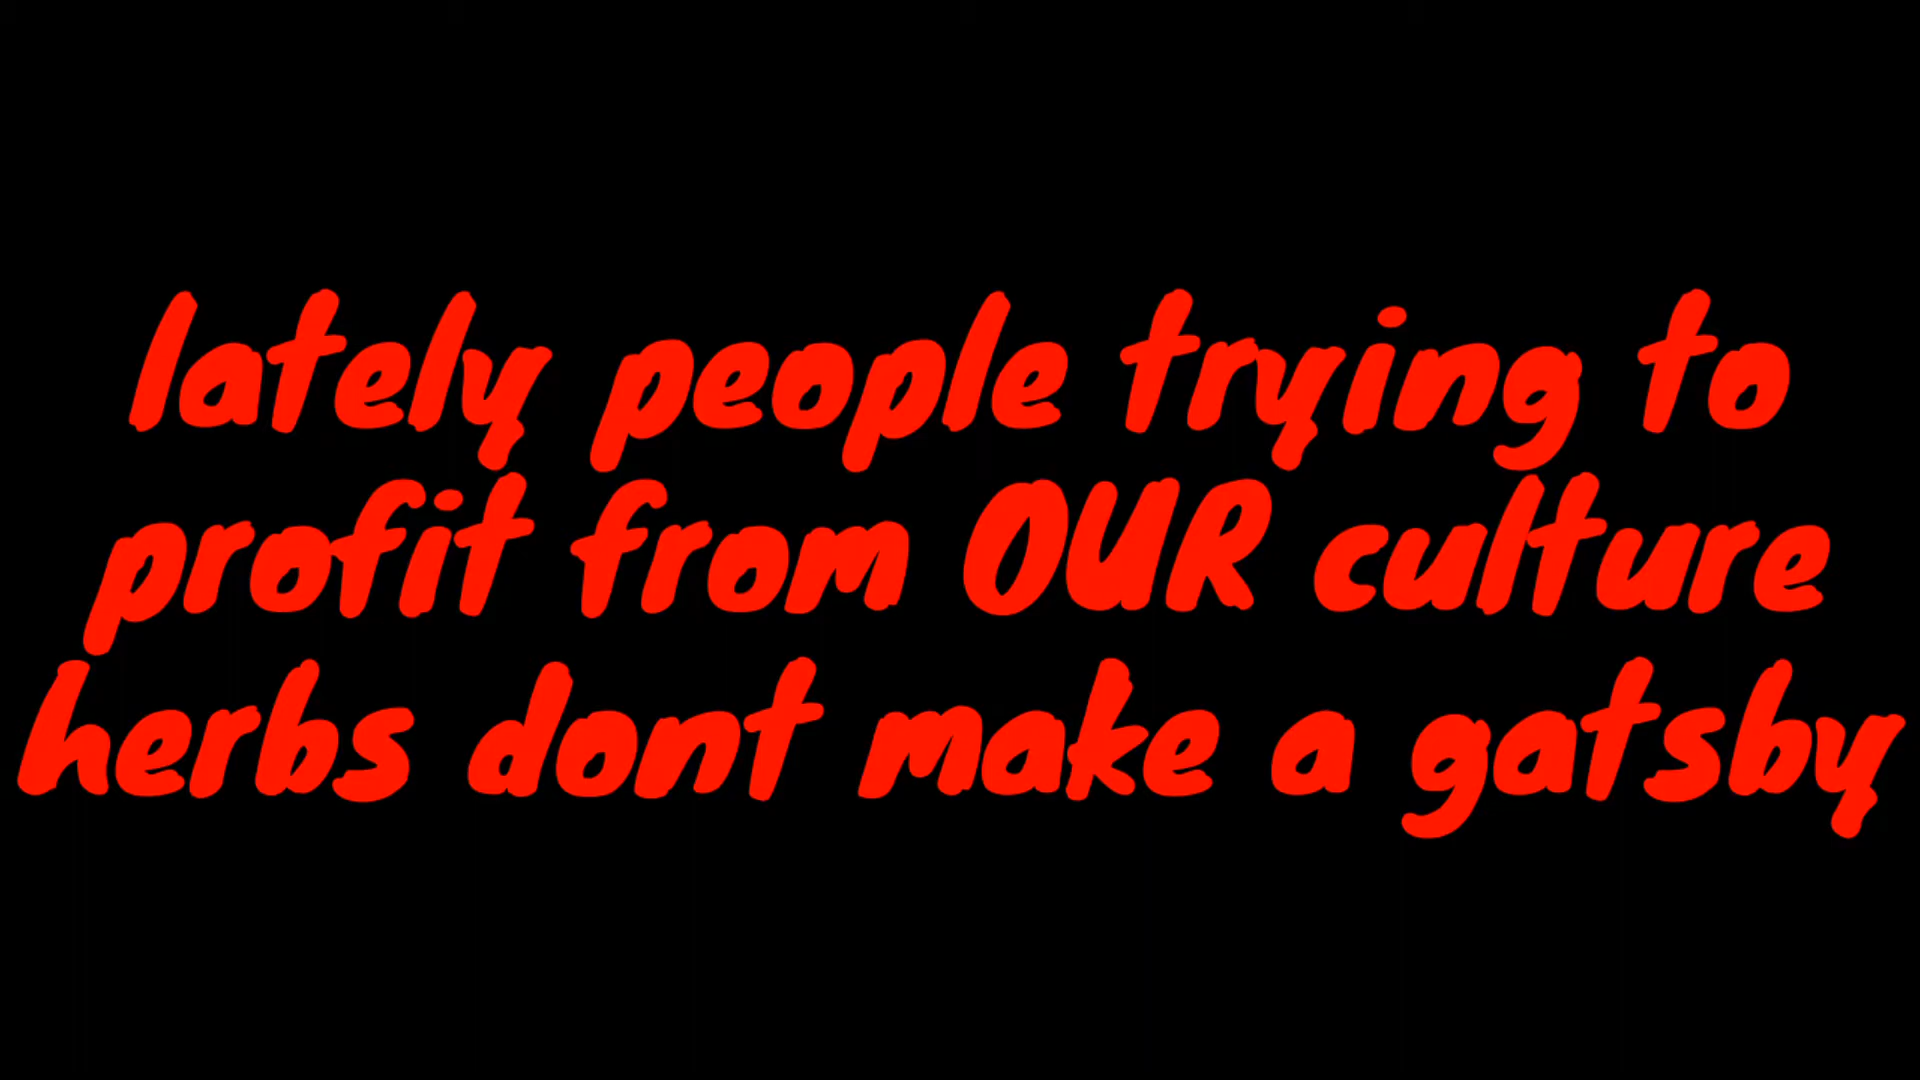 lately people trying to
profit from OUR culture
herbs dont make a gatsby